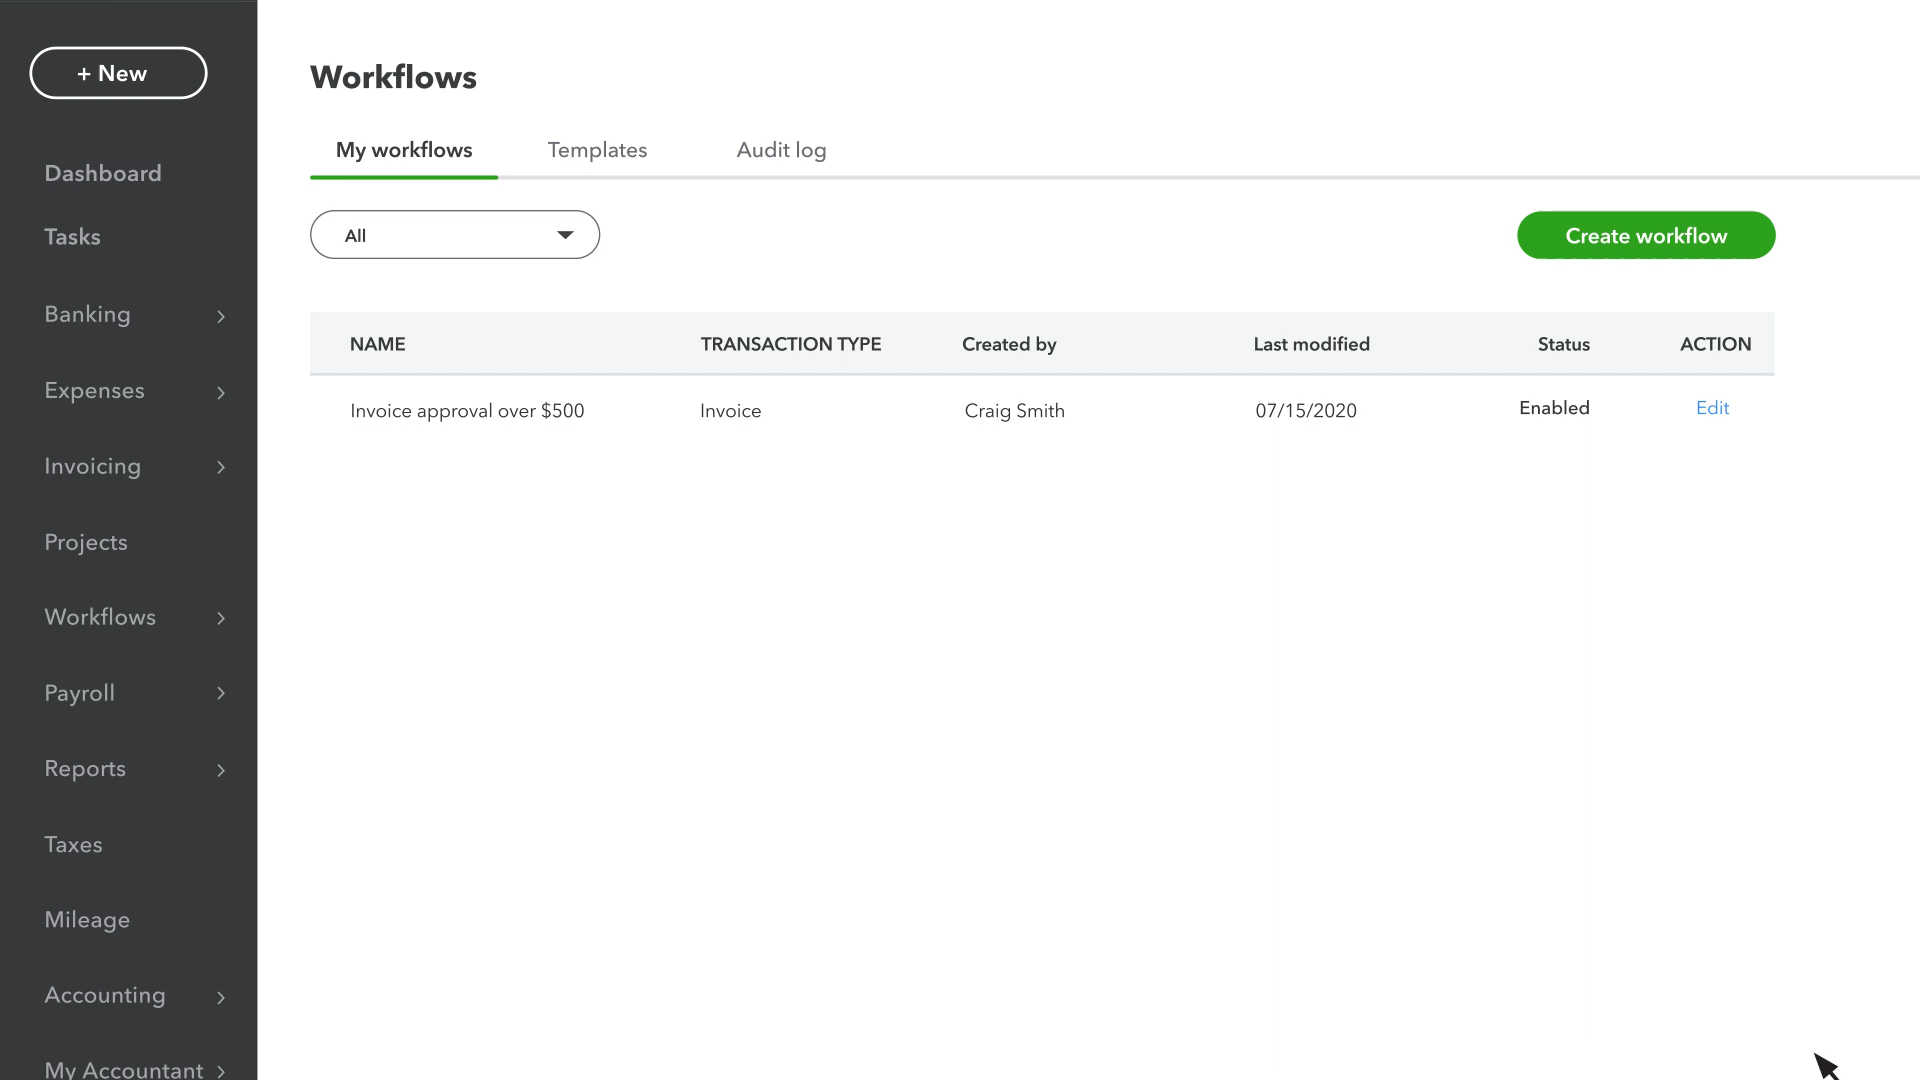 + New
Dashboard
Tasks
Banking
Expenses
Invoicing
Projects
Workflows
Payroll
Reports
Taxes
Mileage
Accounting
My Accountant
Workflows
My workflows Templates Audit log
All Create workflow
NAME TRANSACTION TYPE Created by Last modified Status ACTION
Invoice approval over $500 Invoice Craig Smith 07/15/2020 Enabled Edit